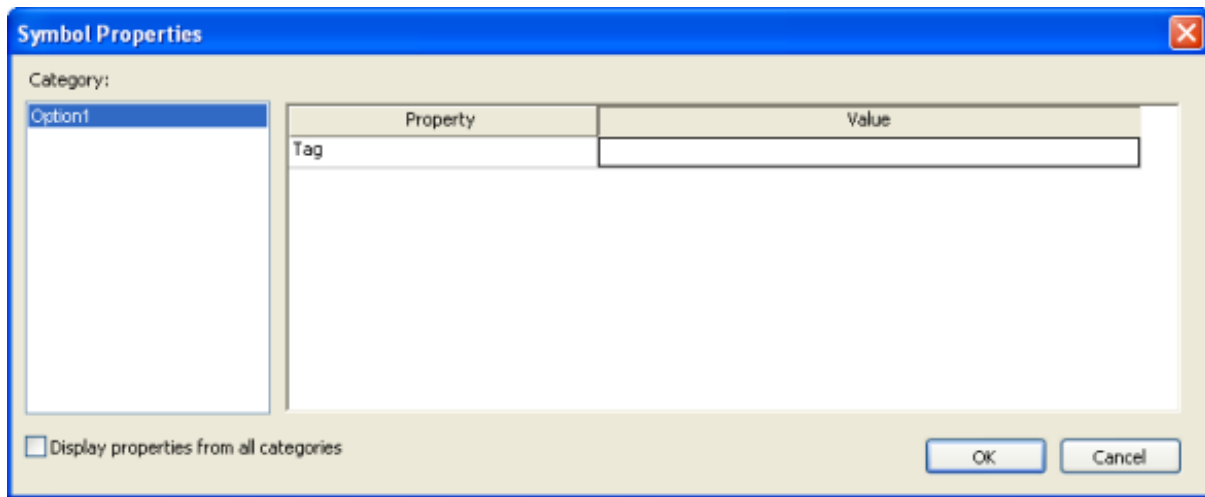 Symbol Properties
Category:
Option1
Property Value
Tag
Display properties from all categories
OK Cancel